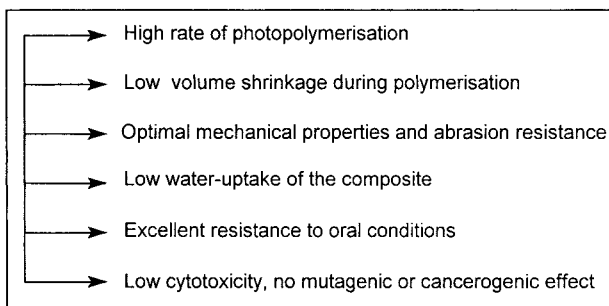 High rate of photopolymerisation
Low volume shrinkage during polymerisation
Optimal mechanical properties and abrasion resistance
Low water-uptake of the composite
Excellent resistance to oral conditions
Low cytotoxicity, no mutagenic or cancerogenic effect